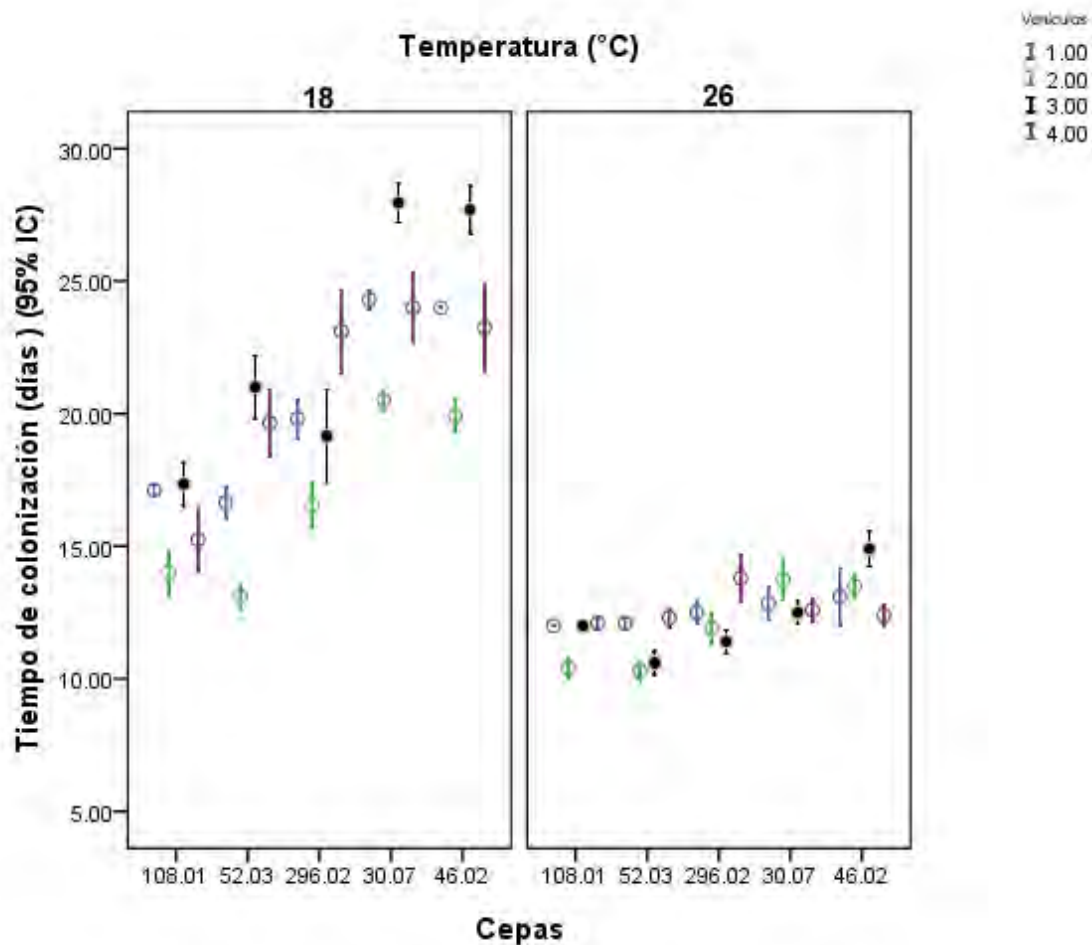 Temperatura (°C)
18
26
Vehiculos
1.00
2.00
3.00
4.00
Tiempo de colonización (días ) (95% IC)
30.00
25.00
20.00
15.00
10.00
5.00
108.01 52.03 296.02 30.07 46.02
108.01 52.03 296.02 30.07 46.02
Cepas